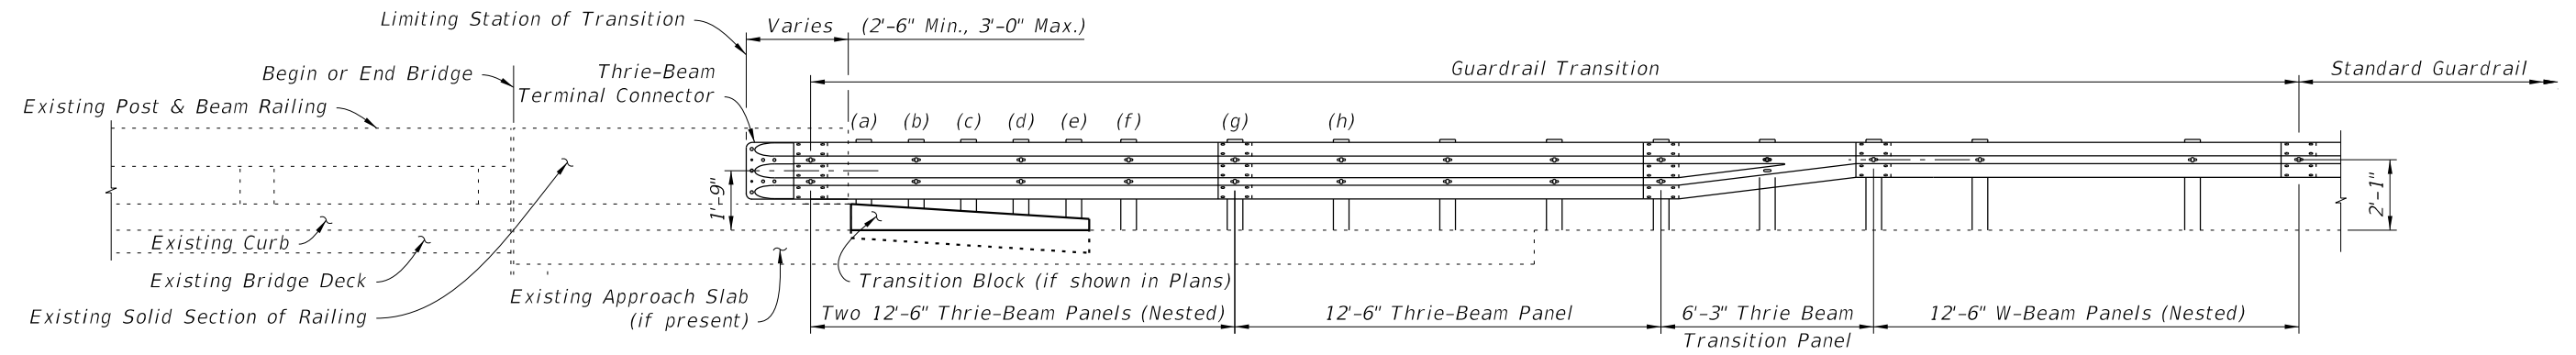 Limiting Station of Transition
Varies (2'-6" Min., 3'-0" Max.)
Begin or End Bridge
Thrie-Beam
Terminal Connector
Guardrail Transition
Standard Guardrail
Existing Post & Beam Railing
(a) (b) (c) (d) (e) (f) (g) (h)
1'-9"
2'-1"
Existing Curb
Existing Bridge Deck
Existing Solid Section of Railing
Transition Block (if shown in Plans)
Existing Approach Slab
(if present)
Two 12'-6" Thrie-Beam Panels (Nested)
12'-6" Thrie-Beam Panel
6'-3" Thrie Beam
Transition Panel
12'-6" W-Beam Panels (Nested)